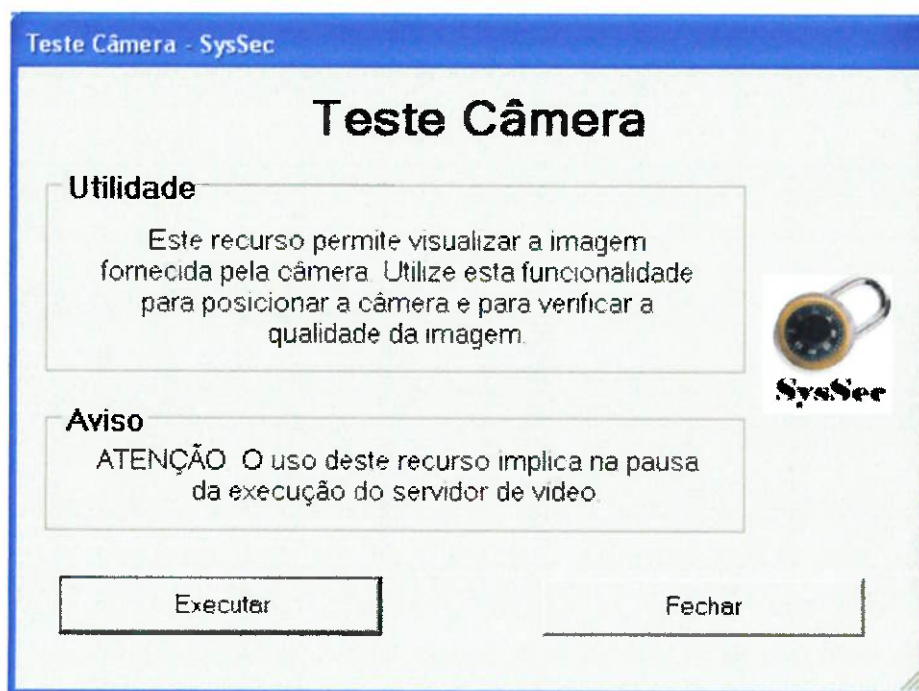 Teste Câmera - SysSec
Teste Câmera
Utilidade
Este recurso permite visualizar a imagem
fornecida pela câmera. Utilize esta funcionalidade
para posicionar a câmera e para verificar a
qualidade da imagem.
SysSec
Aviso
ATENÇÃO. O uso deste recurso implica na pausa
da execução do servidor de vídeo.
Executar
Fechar